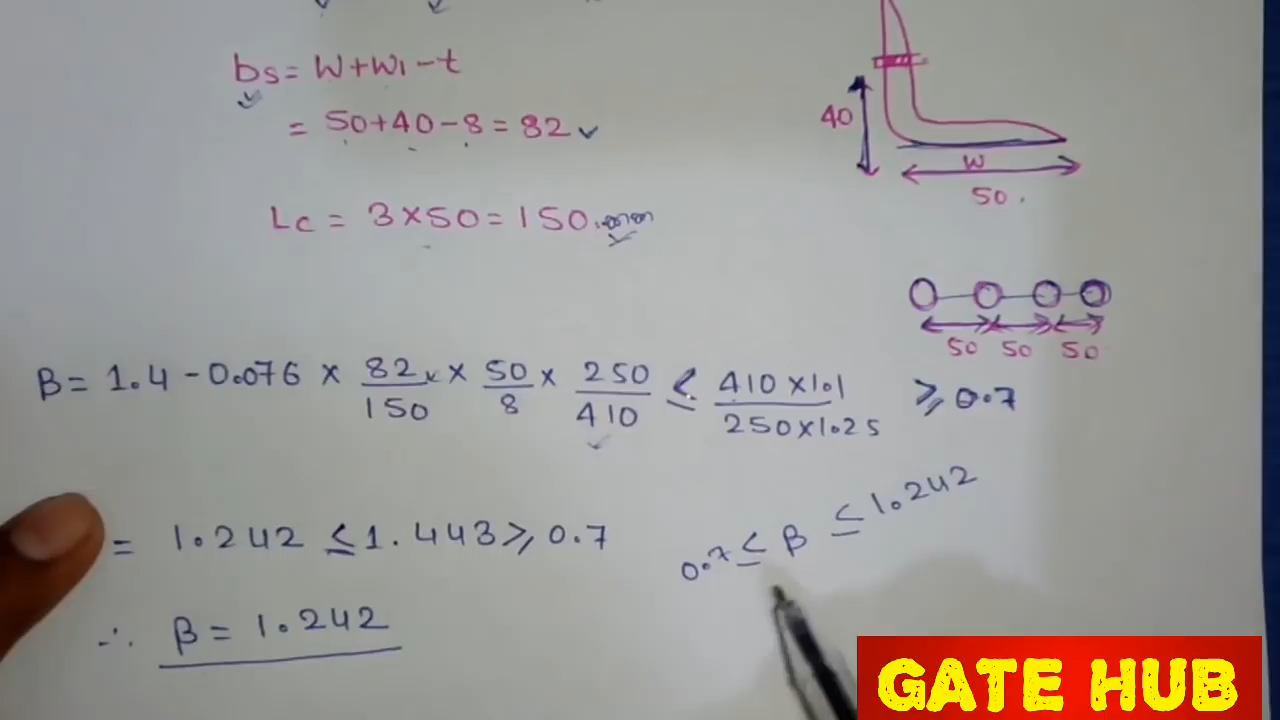 bs = W+W1-t
= 50+40-8 = 82
40
W
50.
Lc = 3×50 = 150.mm
50 50 50
β = 1.4 - 0.076 × 82/150 × 50/8 × 250/410 ≤ 410×1.1/250×1.25 ≥ 0.7
= 1.242 ≤ 1.443 ≥ 0.7
0.7 ≤ β ≤ 1.242
∴ β = 1.242
GATE HUB